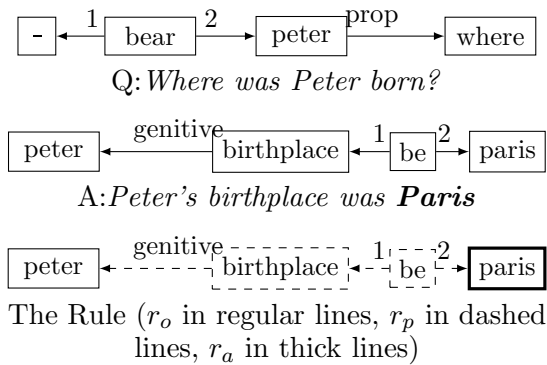 - 1 bear 2 peter prop where
Q:Where was Peter born?
peter genitive birthplace 1 be 2 paris
A:Peter's birthplace was Paris
peter genitive birthplace 1 be 2 paris
The Rule (r_o in regular lines, r_p in dashed
lines, r_a in thick lines)